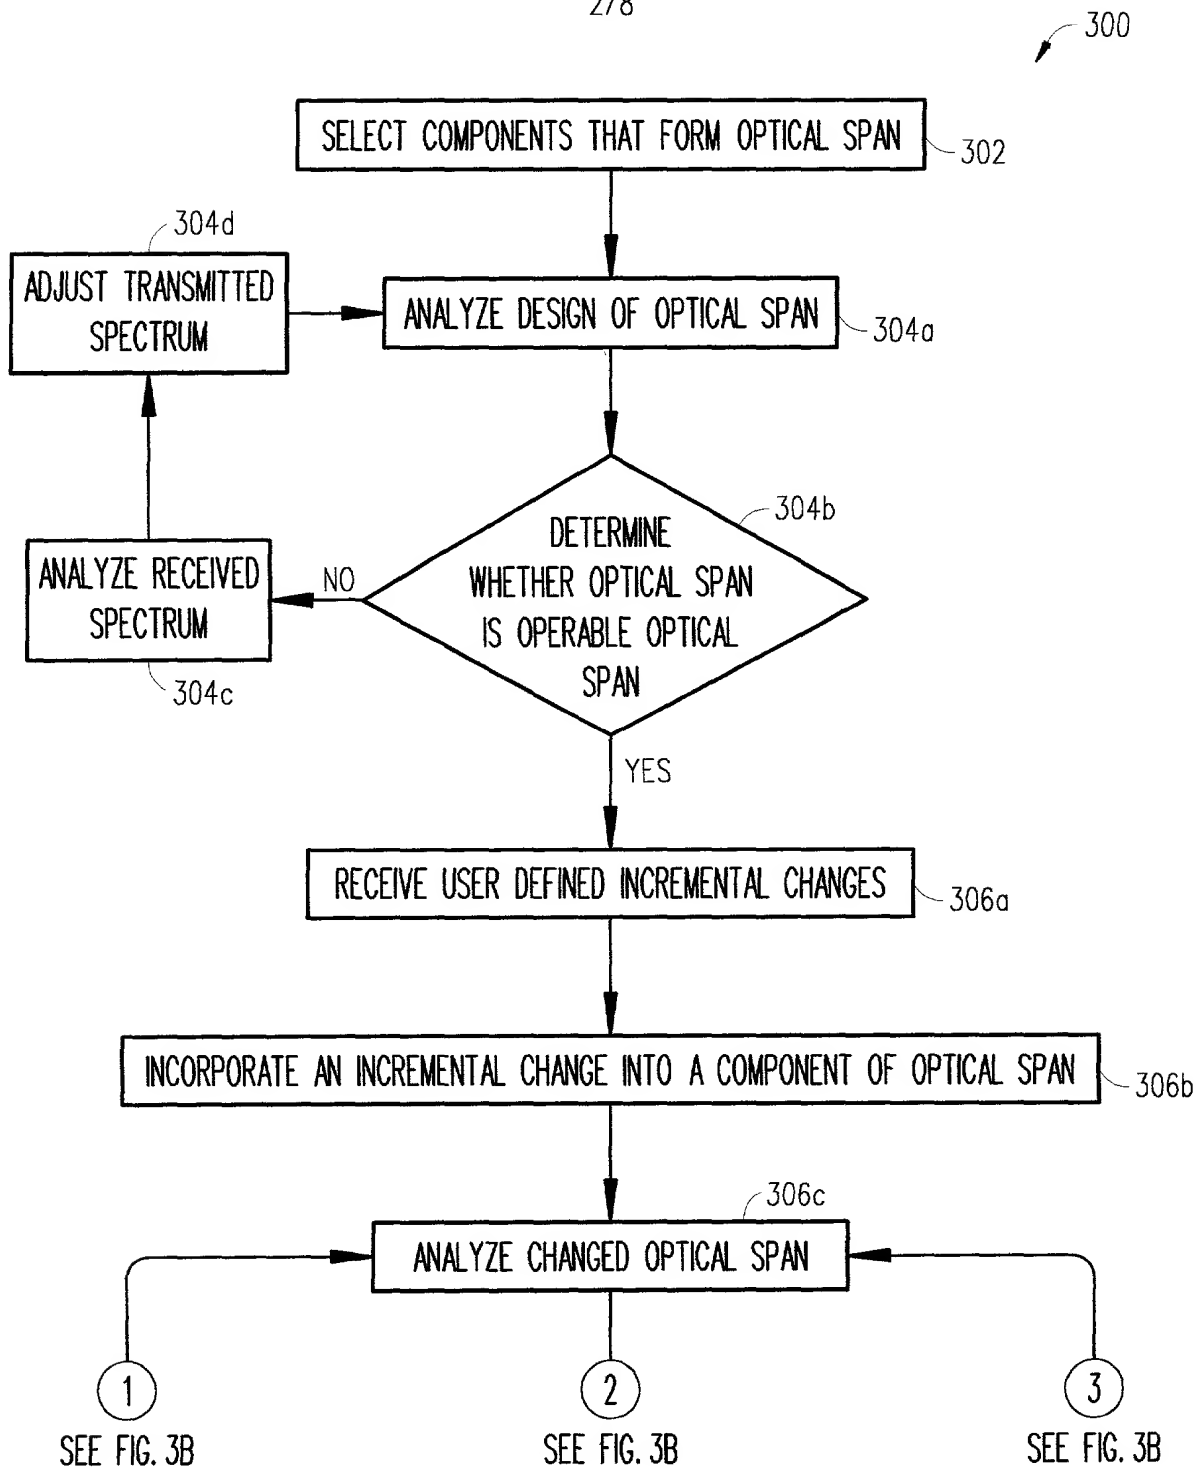 278
300
SELECT COMPONENTS THAT FORM OPTICAL SPAN
302
304d
ADJUST TRANSMITTED
SPECTRUM
ANALYZE DESIGN OF OPTICAL SPAN
304a
304b
DETERMINE
WHETHER OPTICAL SPAN
IS OPERABLE OPTICAL
SPAN
NO
ANALYZE RECEIVED
SPECTRUM
304c
YES
RECEIVE USER DEFINED INCREMENTAL CHANGES
306a
INCORPORATE AN INCREMENTAL CHANGE INTO A COMPONENT OF OPTICAL SPAN
306b
306c
ANALYZE CHANGED OPTICAL SPAN
1
2
3
SEE FIG. 3B
SEE FIG. 3B
SEE FIG. 3B